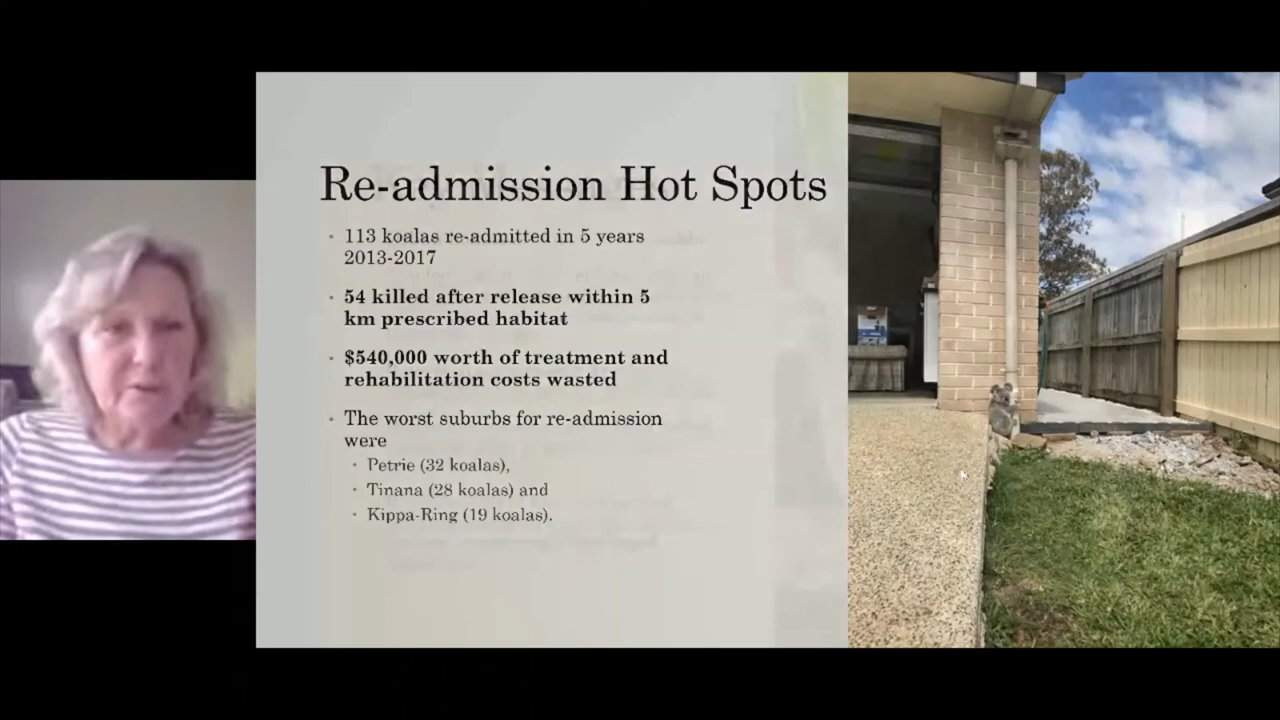 Re-admission Hot Spots
113 koalas re-admitted in 5 years
2013-2017
54 killed after release within 5
km prescribed habitat
$540,000 worth of treatment and
rehabilitation costs wasted
The worst suburbs for re-admission
were
Petrie (32 koalas),
Tinana (28 koalas) and
Kippa-Ring (19 koalas).